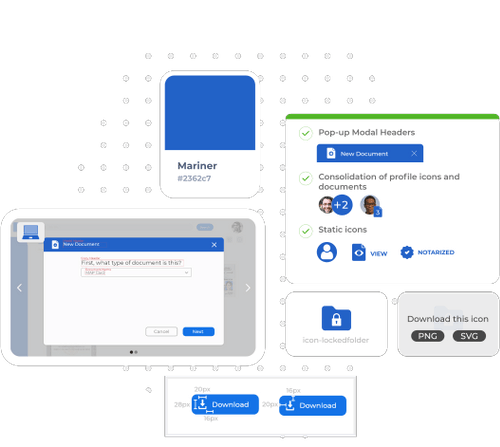 Mariner
#2362c7
Pop-up Modal Headers
New Document
Consolidation of profile icons and
documents
+2
3
Static icons
VIEW
NOTARIZED
New Document
First, what type of document is this?
Cancel
Next
icon-lockedfolder
Download this icon
PNG
SVG
20px
16px
28px
Download
20px
Download
16px